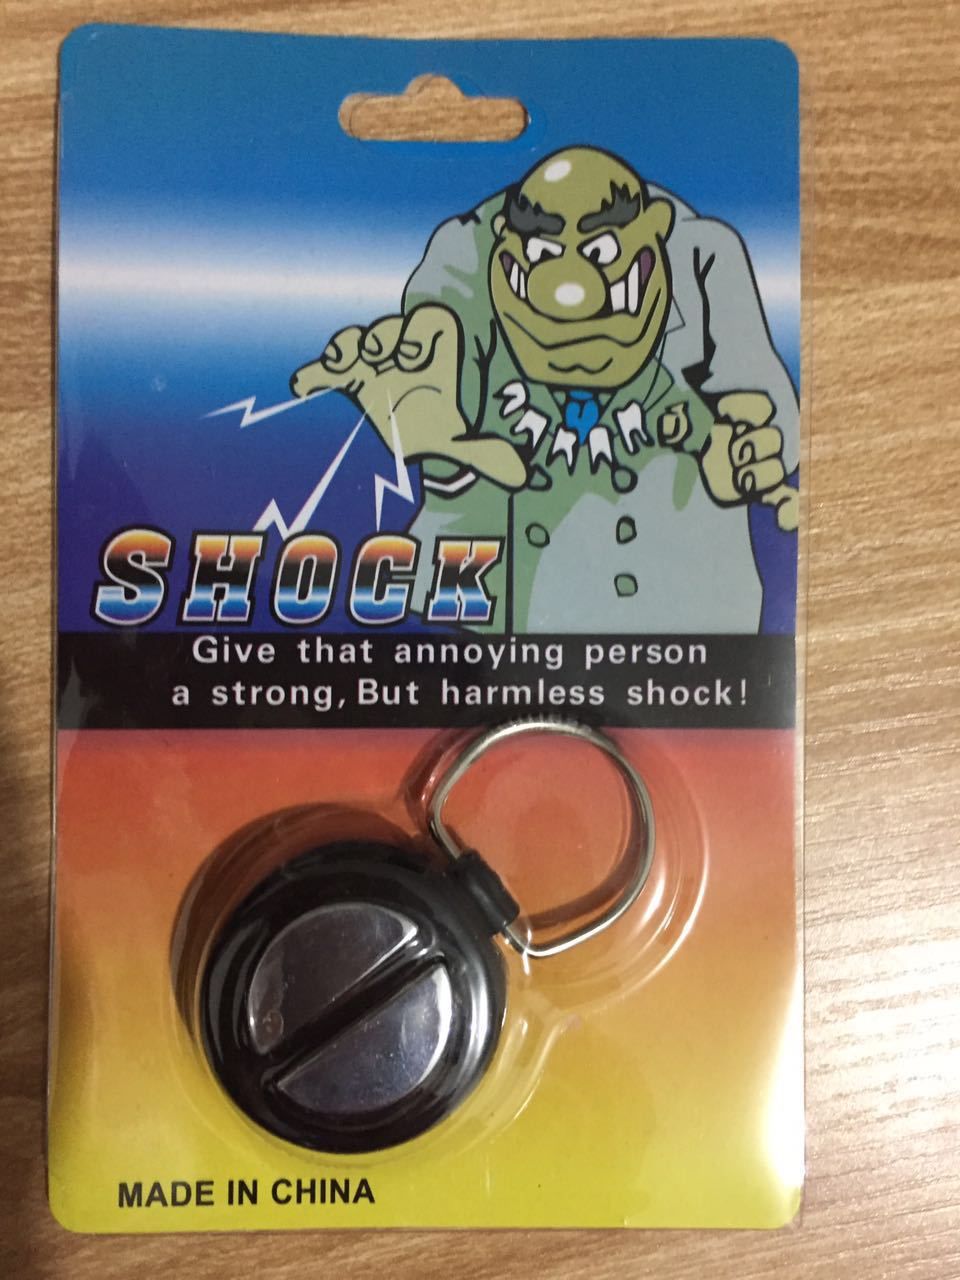 SHOCK
Give that annoying person
a strong, But harmless shock!
MADE IN CHINA